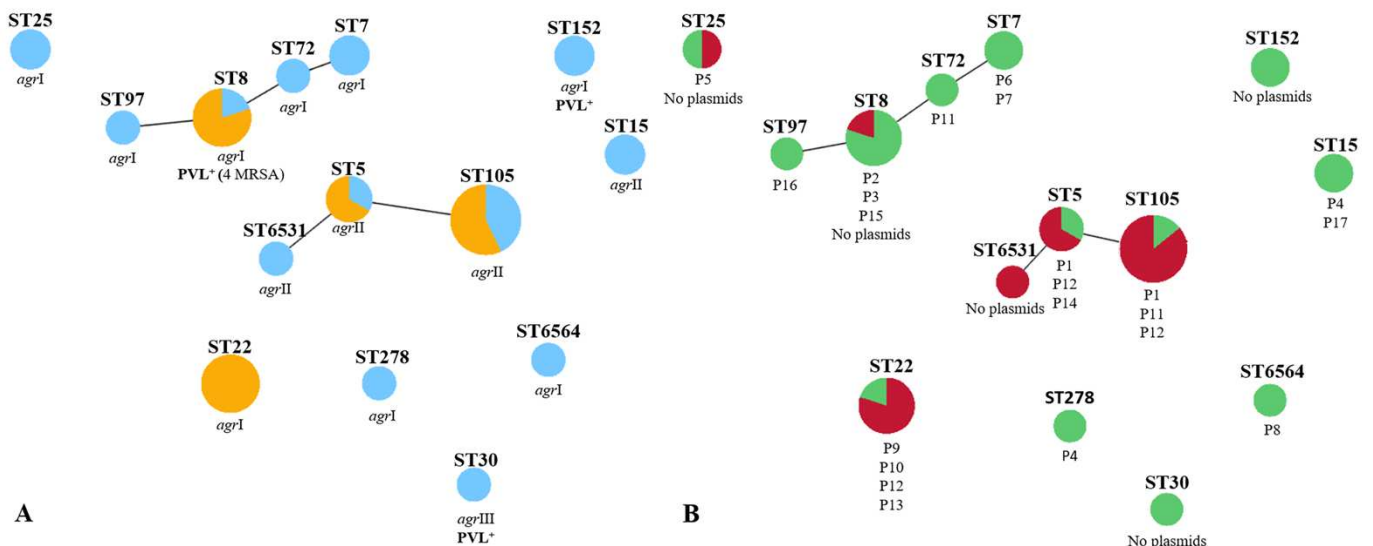 ST25
agrI
ST97
agrI
ST8
agrI
PVL⁺ (4 MRSA)
ST72
agrI
ST7
agrI
ST152
agrI
PVL⁺
ST15
agrII
ST5
agrII
ST105
agrII
ST6531
agrII
ST22
agrI
ST278
agrI
ST6564
agrI
ST30
agrIII
PVL⁺
A
ST25
P5
No plasmids
ST97
P16
ST8
P2
P3
P15
No plasmids
ST72
P11
ST7
P6
P7
ST152
No plasmids
ST15
P4
P17
ST5
P1
P12
P14
ST105
P1
P11
P12
ST6531
No plasmids
ST22
P9
P10
P12
P13
ST278
P4
ST6564
P8
ST30
No plasmids
B